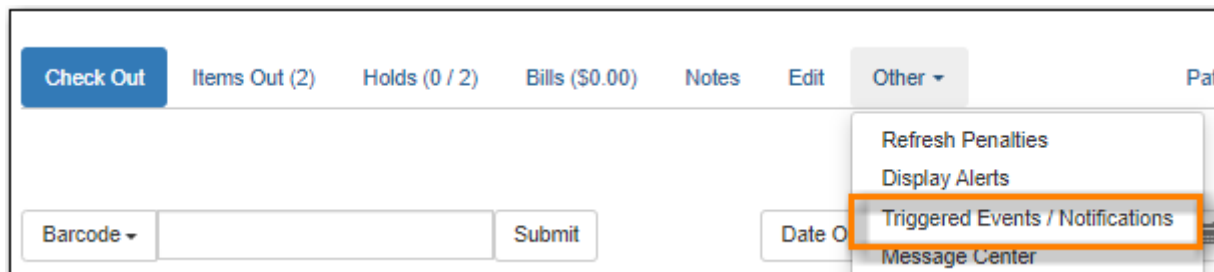 Check Out Items Out (2) Holds (0 / 2) Bills ($0.00) Notes Edit Other
Refresh Penalties
Display Alerts
Triggered Events / Notifications
Barcode Submit Date O
Message Center